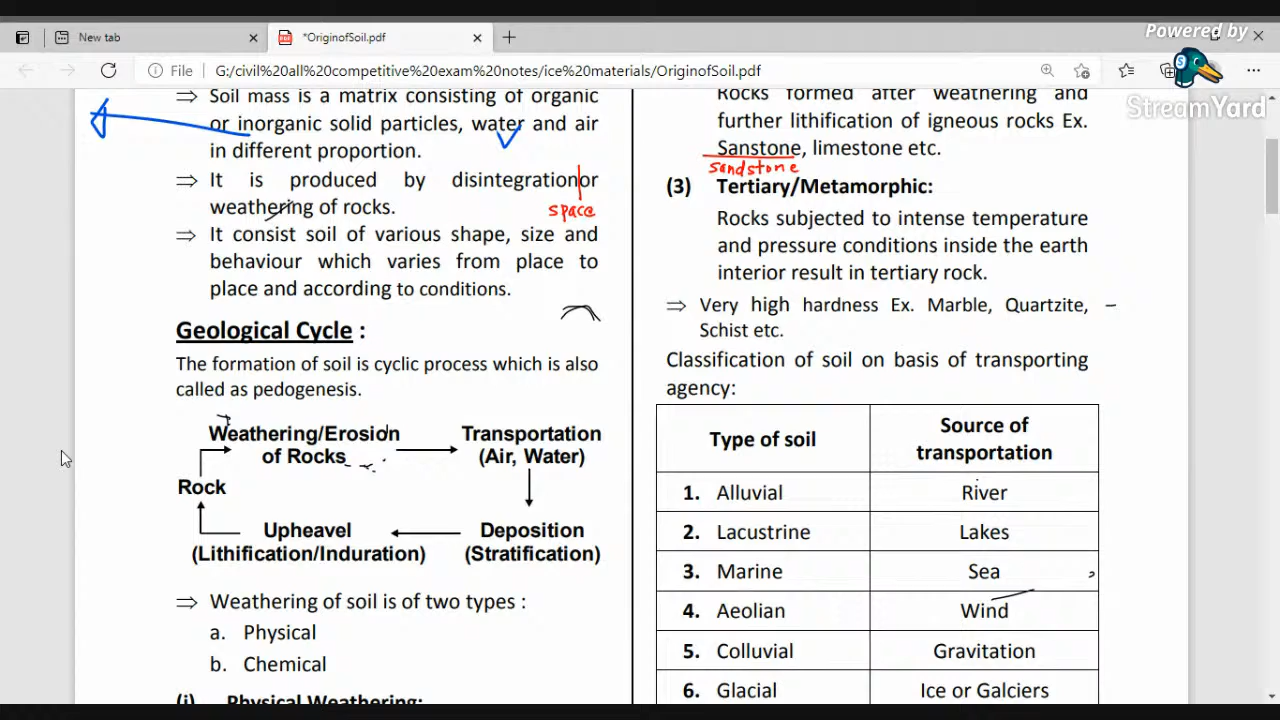 Powered by
New tab
*OriginofSoil.pdf
File
G:/civil%20all%20competitive%20exam%20notes/ice%20materials/OriginofSoil.pdf
StreamYard
⇒ Soil mass is a matrix consisting of organic
or inorganic solid particles, water and air
in different proportion.
⇒ It is produced by disintegrationor
weathering of rocks.
space
⇒ It consist soil of various shape, size and
behaviour which varies from place to
place and according to conditions.
Geological Cycle :
The formation of soil is cyclic process which is also
called as pedogenesis.
Weathering/Erosion
of Rocks
Transportation
(Air, Water)
Rock
Upheavel
(Lithification/Induration)
Deposition
(Stratification)
⇒ Weathering of soil is of two types :
a. Physical
b. Chemical
(i) Physical Weathering:
Rocks formed after weathering and
further lithification of igneous rocks Ex.
Sanstone, limestone etc.
sandstone
(3) Tertiary/Metamorphic:
Rocks subjected to intense temperature
and pressure conditions inside the earth
interior result in tertiary rock.
⇒ Very high hardness Ex. Marble, Quartzite,
Schist etc.
Classification of soil on basis of transporting
agency:
Type of soil
Source of
transportation
1. Alluvial River
2. Lacustrine Lakes
3. Marine Sea
4. Aeolian Wind
5. Colluvial Gravitation
6. Glacial Ice or Galciers